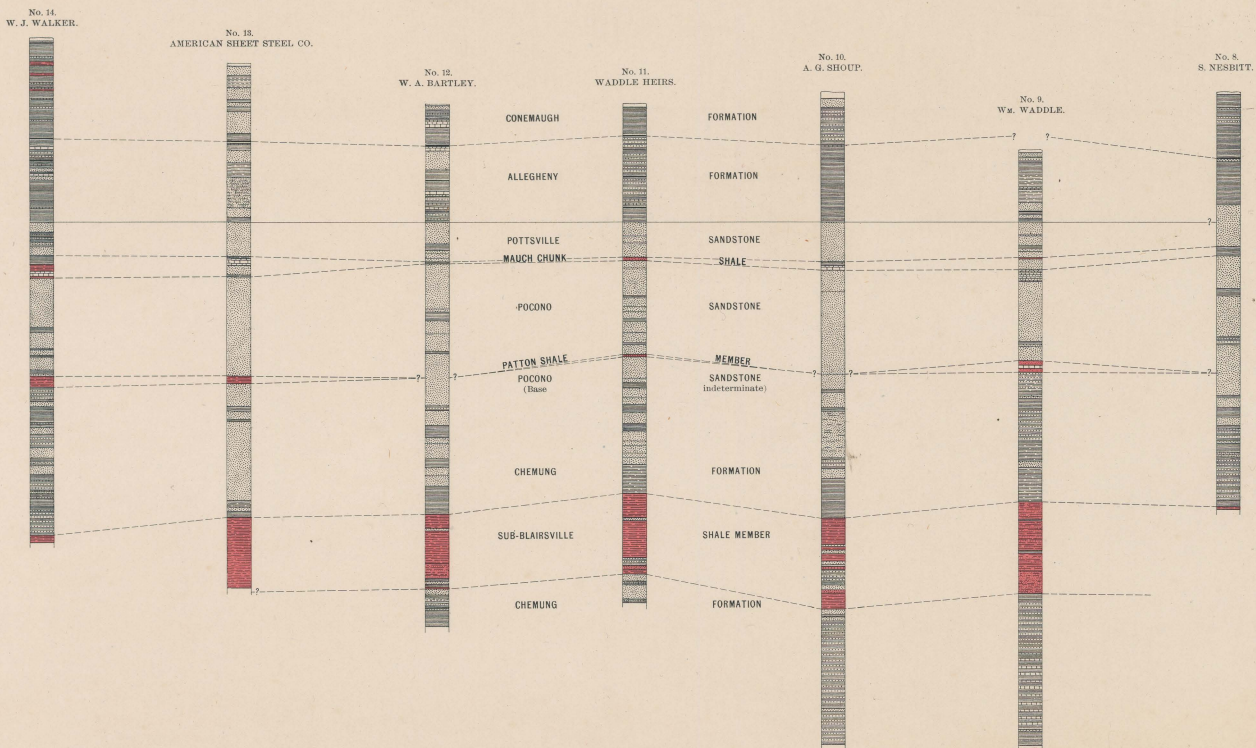 No. 14.
W. J. WALKER.
No. 13.
AMERICAN SHEET STEEL CO.
No. 12.
W. A. BARTLEY.
No. 11.
WADDLE HEIRS.
No. 10.
A. G. SHOUP.
No. 9.
WM. WADDLE.
No. 8.
S. NESBITT.
CONEMAUGH FORMATION
? ?
ALLEGHENY FORMATION
?
POTTSVILLE SANDSTONE
MAUCH CHUNK SHALE
POCONO SANDSTONE
PATTON SHALE MEMBER
? ? ? ? ?
POCONO SANDSTONE
(Base indeterminate)
CHEMUNG FORMATION
SUB-BLAIRSVILLE SHALE MEMBER
?
CHEMUNG FORMATION